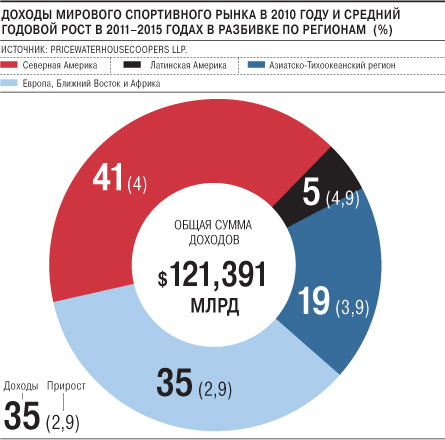 ДОХОДЫ МИРОВОГО СПОРТИВНОГО РЫНКА В 2010 ГОДУ И СРЕДНИЙ
ГОДОВОЙ РОСТ В 2011–2015 ГОДАХ В РАЗБИВКЕ ПО РЕГИОНАМ (%)
ИСТОЧНИК: PRICEWATERHOUSECOOPERS LLP.
Северная Америка Латинская Америка Азиатско-Тихоокеанский регион
Европа, Ближний Восток и Африка
41 (4)
5 (4,9)
ОБЩАЯ СУММА
ДОХОДОВ
$121,391
МЛРД
19 (3,9)
35 (2,9)
Доходы Прирост
35 (2,9)